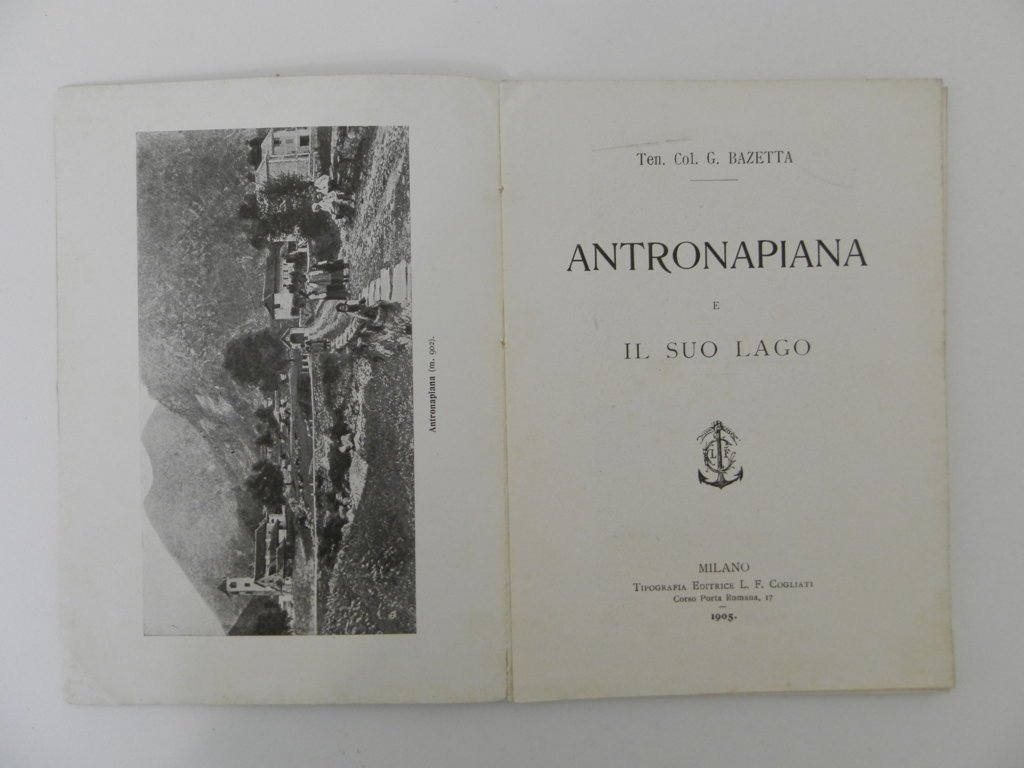 Antronapiana (m. 902).
Ten. Col. G. BAZETTA
ANTRONAPIANA
E
IL SUO LAGO
L F C
MILANO
TIPOGRAFIA EDITRICE L. F. COGLIATI
Corso Porta Romana, 17
1905.